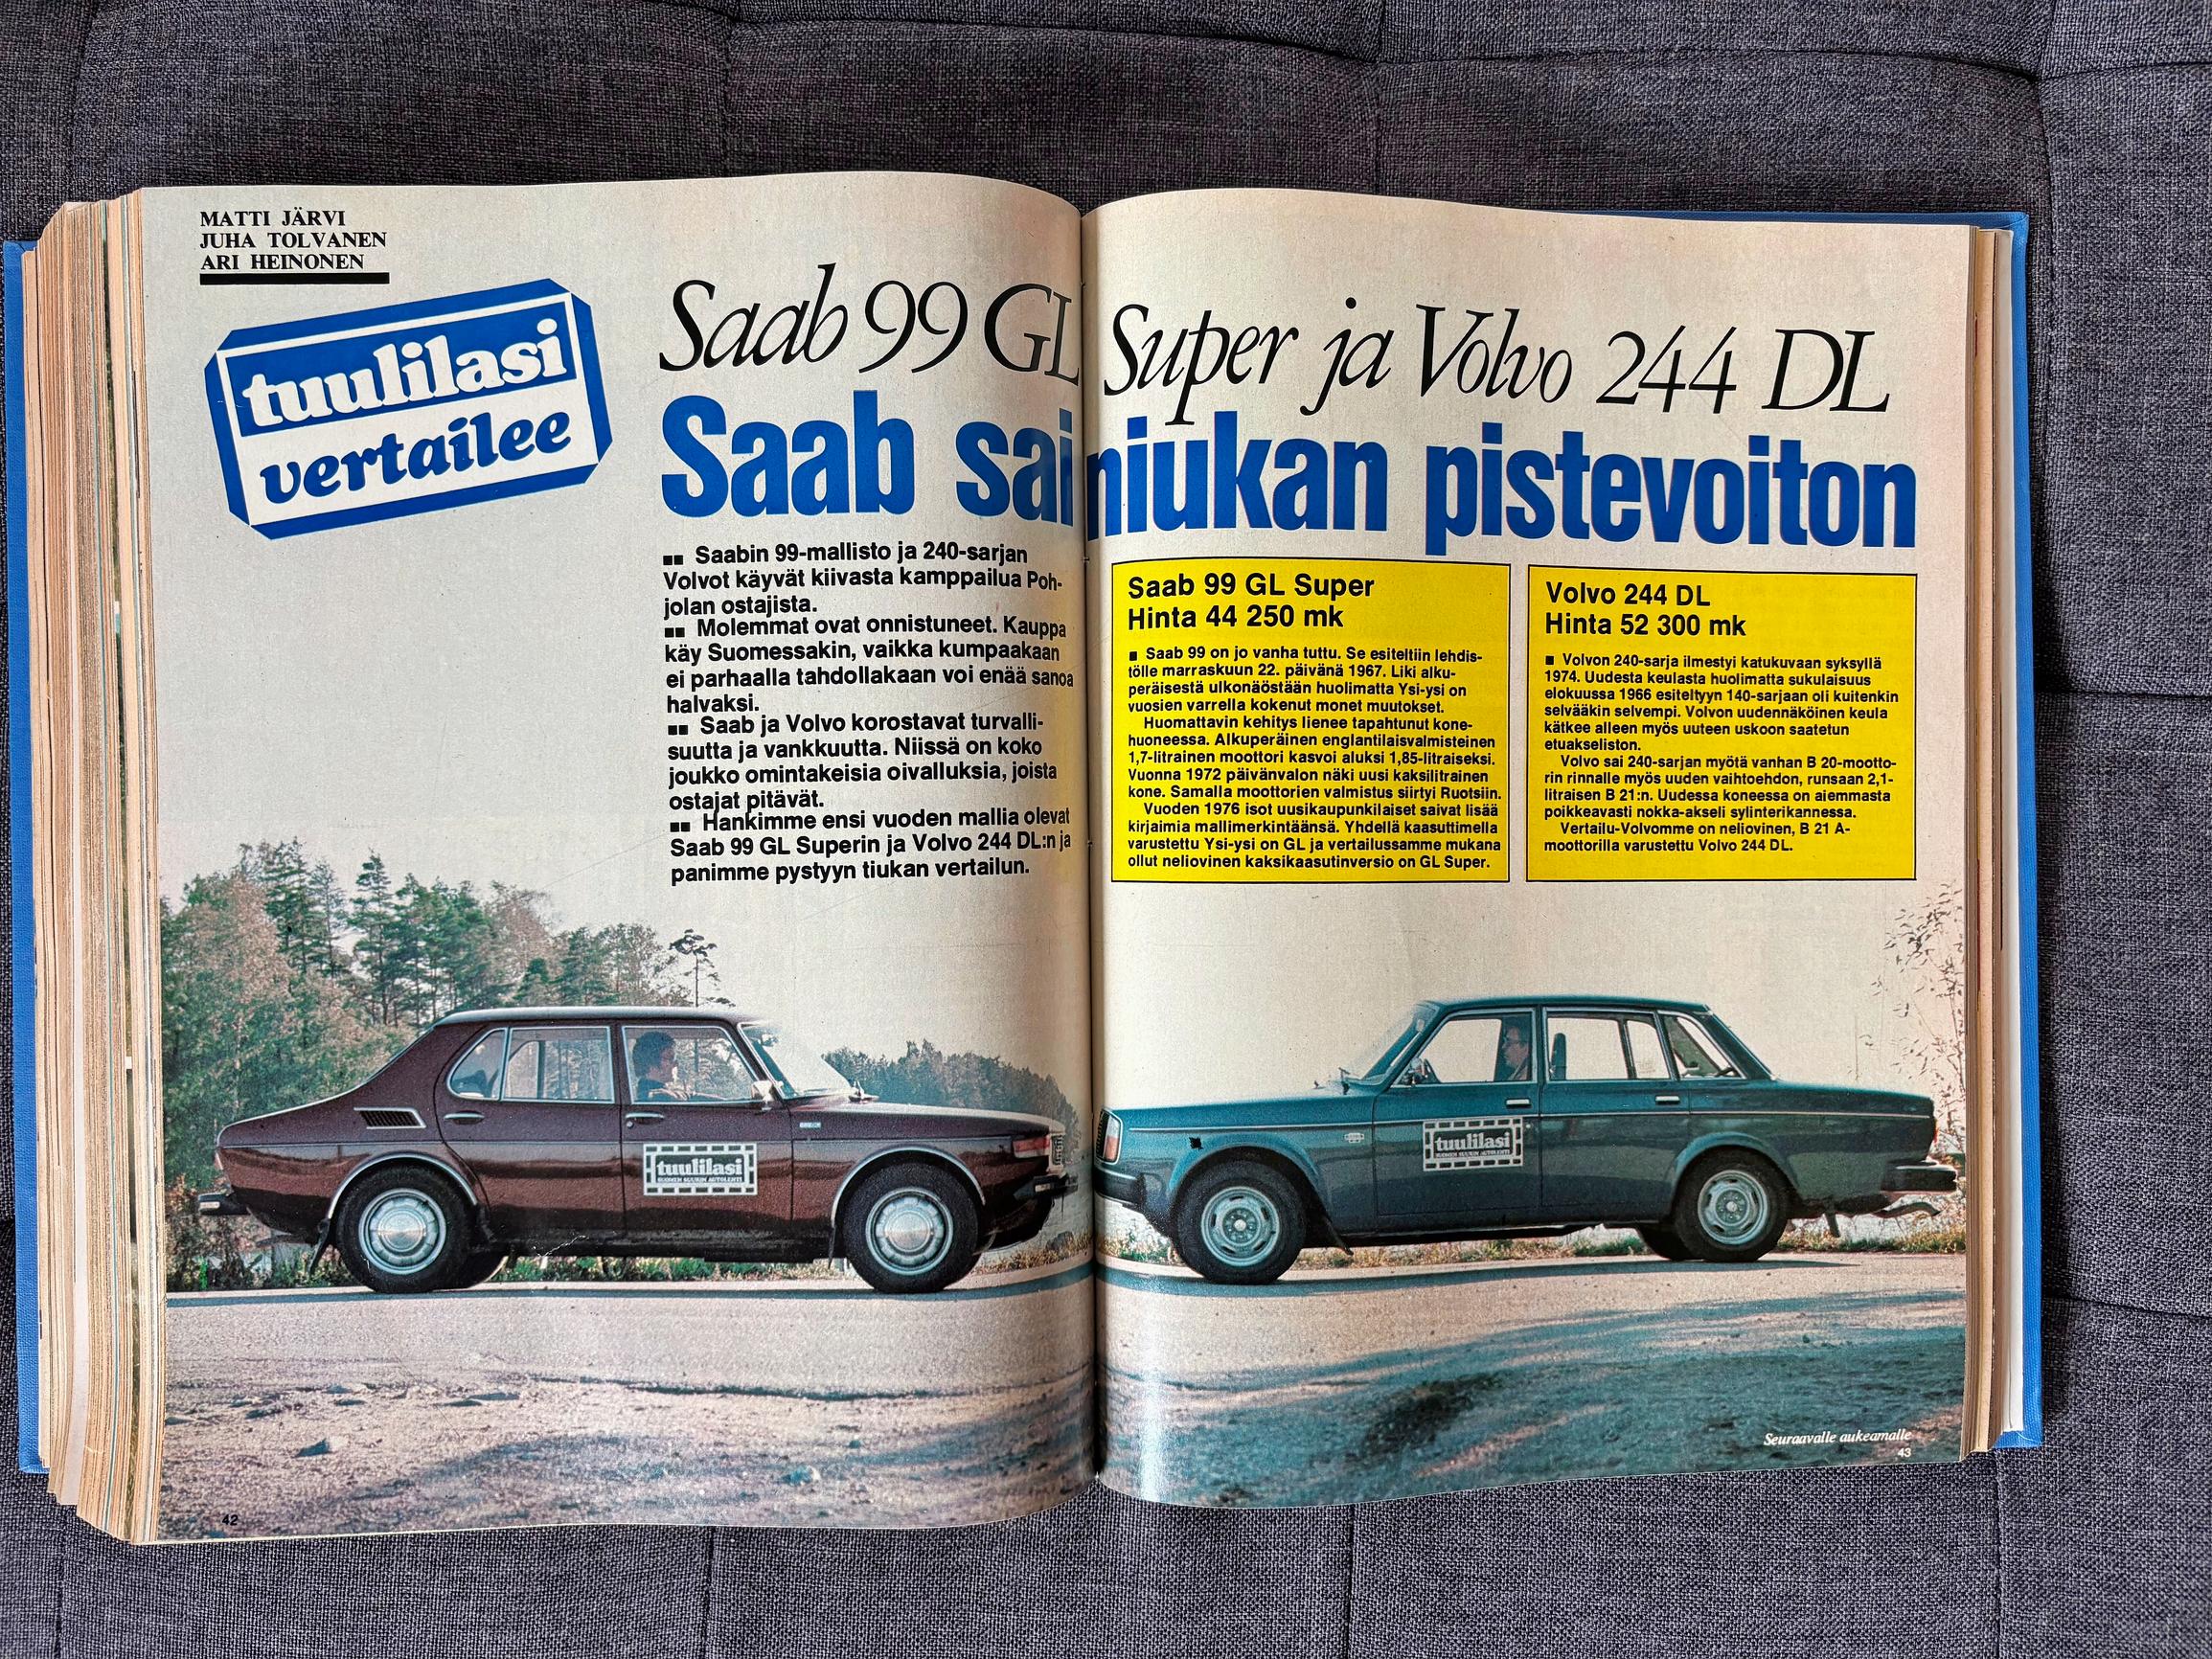 MATTI JÄRVI
JUHA TOLVANEN
ARI HEINONEN
tuulilasi
vertailee
Saab 99 GL Super ja Volvo 244 DL
Saab sai niukan pistevoiton
■■ Saabin 99-mallisto ja 240-sarjan
Volvot käyvät kiivasta kamppailua Poh-
jolan ostajista.
■■ Molemmat ovat onnistuneet. Kauppa
käy Suomessakin, vaikka kumpaakaan
ei parhaalla tahdollakaan voi enää sanoa
halvaksi.
■■ Saab ja Volvo korostavat turvalli-
suutta ja vankkuutta. Niissä on koko
joukko omintakeisia oivalluksia, joista
ostajat pitävät.
■■ Hankimme ensi vuoden mallia olevat
Saab 99 GL Superin ja Volvo 244 DL:n ja
panimme pystyyn tiukan vertailun.
Saab 99 GL Super
Hinta 44 250 mk
■ Saab 99 on jo vanha tuttu. Se esiteltiin lehdis-
tölle marraskuun 22. päivänä 1967. Liki alku-
peräisestä ulkonäöstään huolimatta Ysi-ysi on
vuosien varrella kokenut monet muutokset.
Huomattavin kehitys lienee tapahtunut kone-
huoneessa. Alkuperäinen englantilaisvalmisteinen
1,7-litrainen moottori kasvoi aluksi 1,85-litraiseksi.
Vuonna 1972 päivänvalon näki uusi kaksilitrainen
kone. Samalla moottorien valmistus siirtyi Ruotsiin.
Vuoden 1976 isot uusikaupunkilaiset saivat lisää
kirjaimia mallimerkintäänsä. Yhdellä kaasuttimella
varustettu Ysi-ysi on GL ja vertailussamme mukana
ollut neliovinen kaksikaasutinversio on GL Super.
Volvo 244 DL
Hinta 52 300 mk
■ Volvon 240-sarja ilmestyi katukuvaan syksyllä
1974. Uudesta keulasta huolimatta sukulaisuus
elokuussa 1966 esiteltyyn 140-sarjaan oli kuitenkin
selvääkin selvempi. Volvon uudennäköinen keula
kätkee alleen myös uuteen uskoon saatetun
etuakseliston.
Volvo sai 240-sarjan myötä vanhan B 20-mootto-
rin rinnalle myös uuden vaihtoehdon, runsaan 2,1-
litraisen B 21:n. Uudessa koneessa on aiemmasta
poikkeavasti nokka-akseli sylinterikannessa.
Vertailu-Volvomme on neliovinen, B 21 A-
moottorilla varustettu Volvo 244 DL.
tuulilasi
SUOMEN SUURIN AUTOLEHTI
tuulilasi
SUOMEN SUURIN AUTOLEHTI
Seuraavalle aukeamalle
43
42